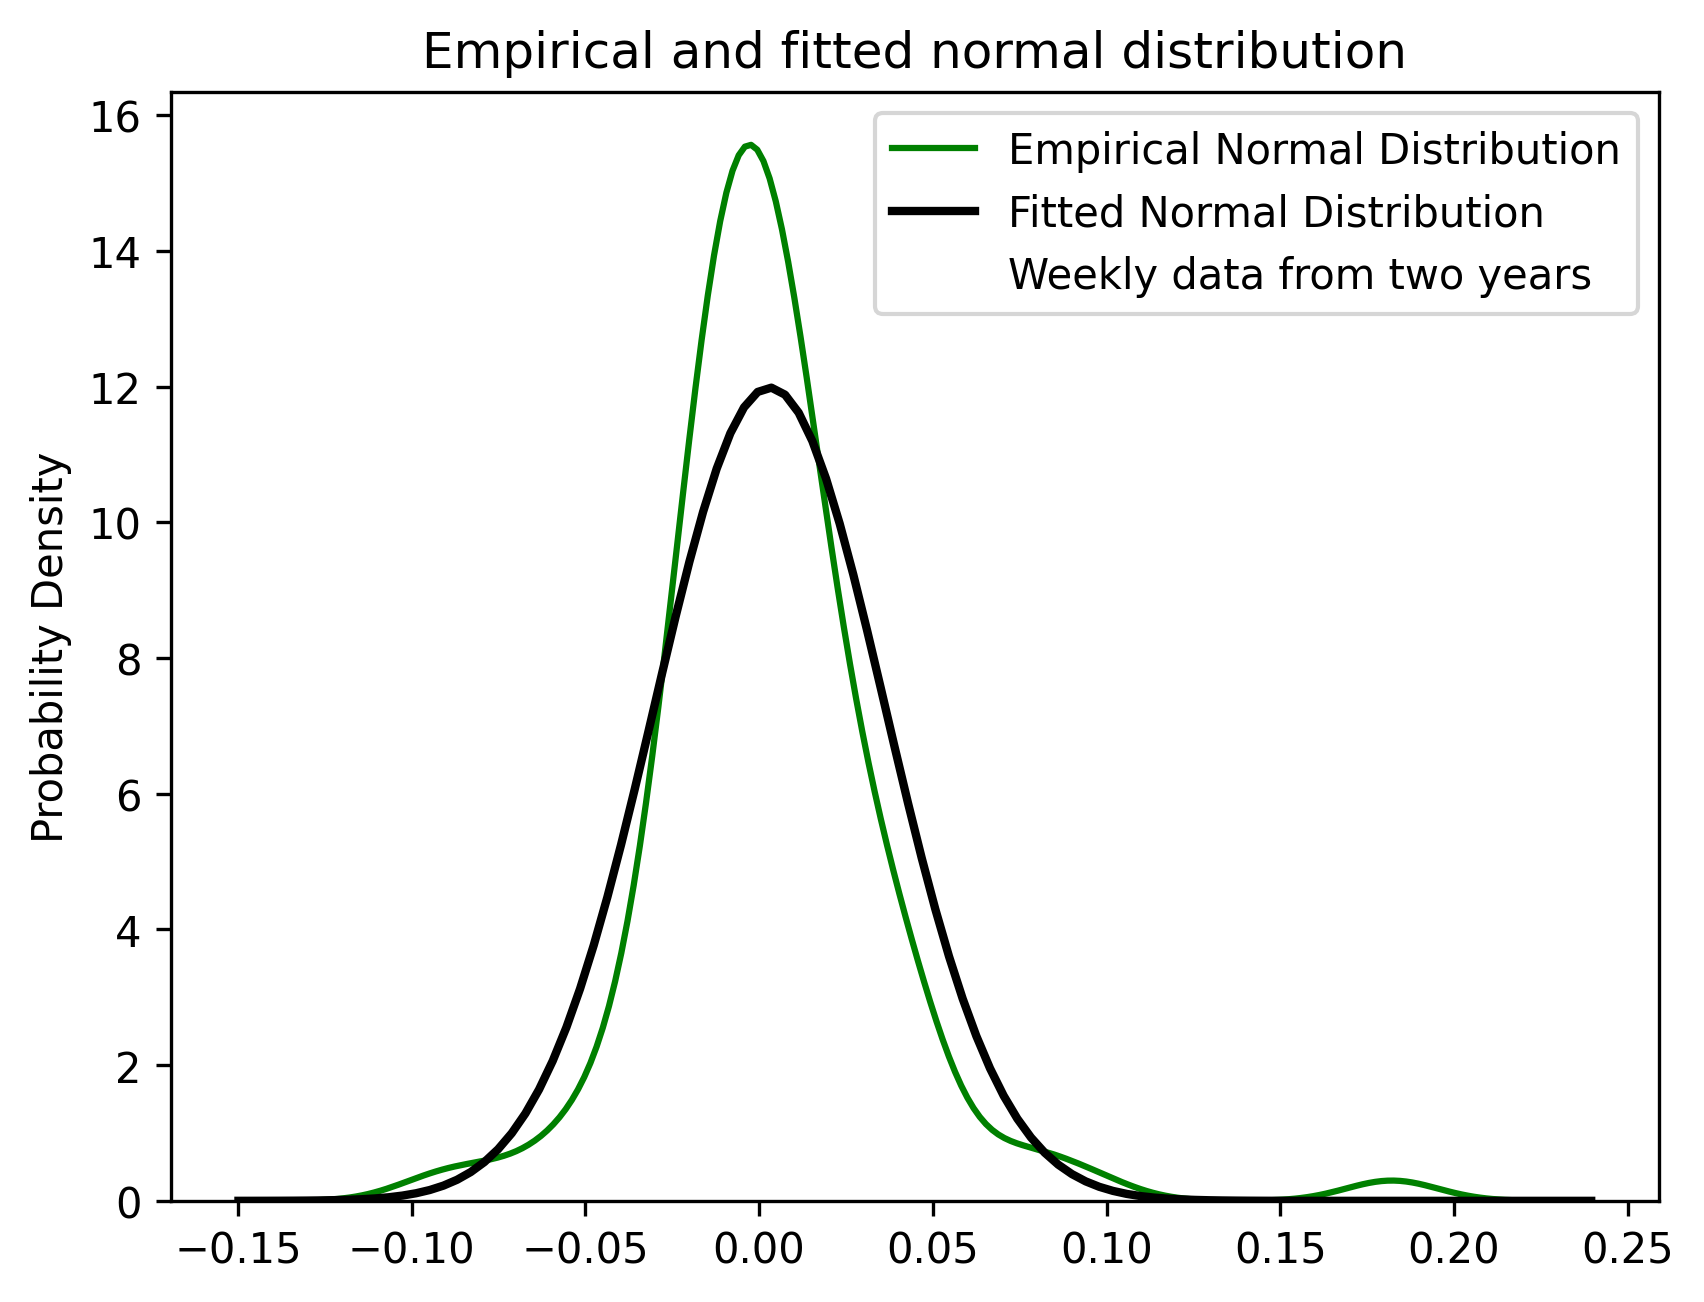 Empirical and fitted normal distribution
Empirical Normal Distribution
Fitted Normal Distribution
Weekly data from two years
Probability Density
16
14
12
10
8
6
4
2
0
−0.15 −0.10 −0.05 0.00 0.05 0.10 0.15 0.20 0.25